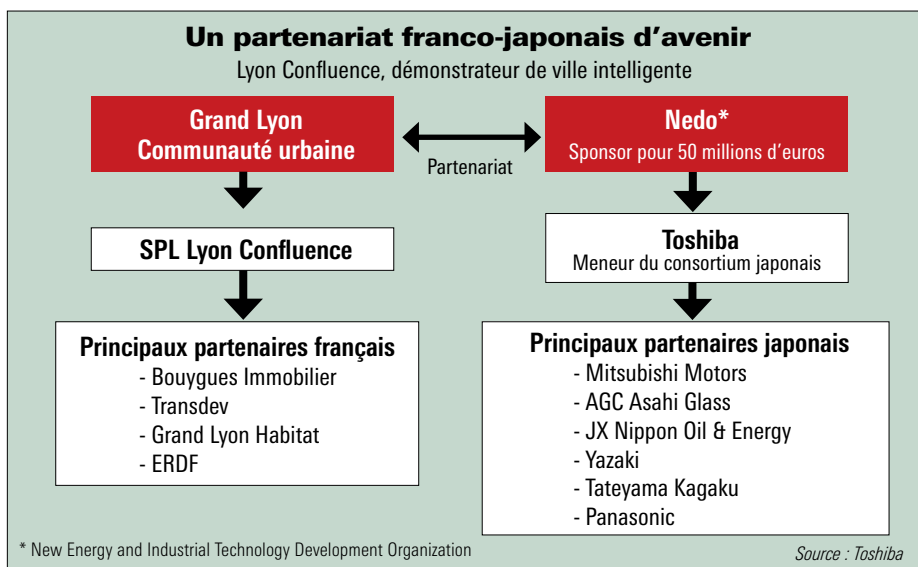 Un partenariat franco-japonais d’avenir
Lyon Confluence, démonstrateur de ville intelligente
Grand Lyon
Communauté urbaine
Partenariat
Nedo*
Sponsor pour 50 millions d’euros
SPL Lyon Confluence
Toshiba
Meneur du consortium japonais
Principaux partenaires français
- Bouygues Immobilier
- Transdev
- Grand Lyon Habitat
- ERDF
Principaux partenaires japonais
- Mitsubishi Motors
- AGC Asahi Glass
- JX Nippon Oil & Energy
- Yazaki
- Tateyama Kagaku
- Panasonic
* New Energy and Industrial Technology Development Organization
Source : Toshiba